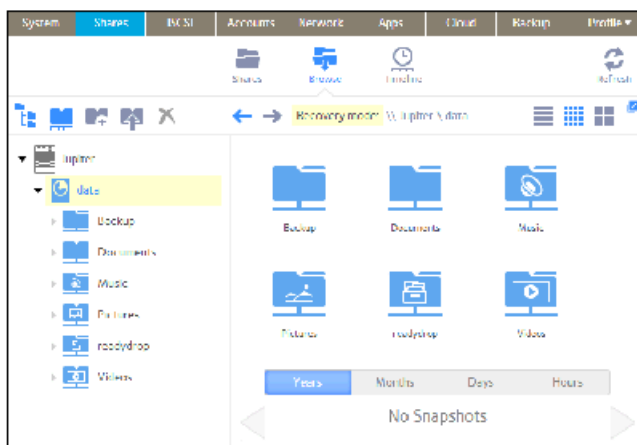 System Shares iSCSI Accounts Network Apps Cloud Backup Profile ▾
Shares Browse Timeline Refresh
Recovery mode: \\ Jupiter \ data
Jupiter
data
Backup
Documents
Music
Pictures
readydrop
Videos
Backup Documents Music
Pictures readydrop Videos
Years Months Days Hours
No Snapshots